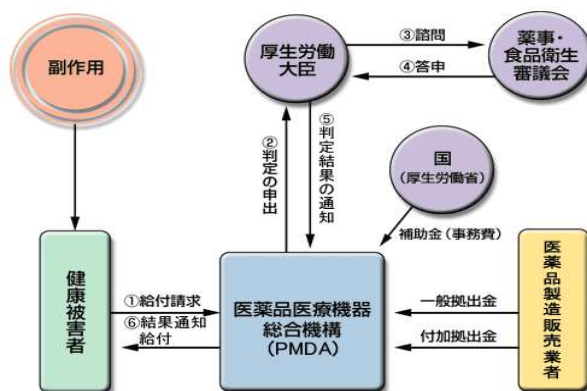 副作用
厚生労働
大臣
③諮問
④答申
薬事・
食品衛生
審議会
②判定の申出
⑤判定結果の通知
国
(厚生労働省)
補助金(事務費)
健康被害者
①給付請求
⑥結果通知
給付
医薬品医療機器
総合機構
(PMDA)
一般拠出金
付加拠出金
医薬品製造販売業者